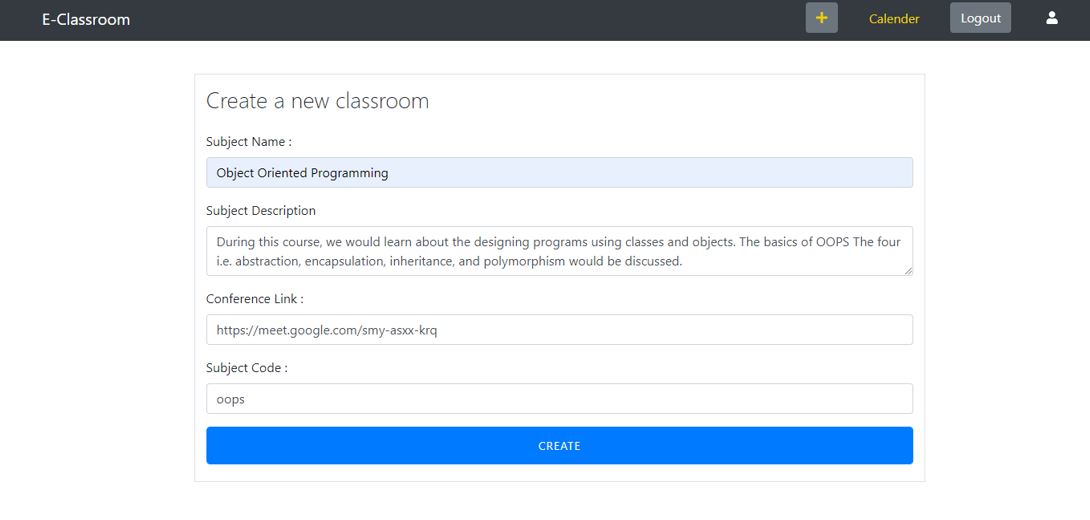 E-Classroom
+
Calender
Logout
Create a new classroom
Subject Name :
Object Oriented Programming
Subject Description
During this course, we would learn about the designing programs using classes and objects. The basics of OOPS The four
i.e. abstraction, encapsulation, inheritance, and polymorphism would be discussed.
Conference Link :
https://meet.google.com/smy-asxx-krq
Subject Code :
oops
CREATE